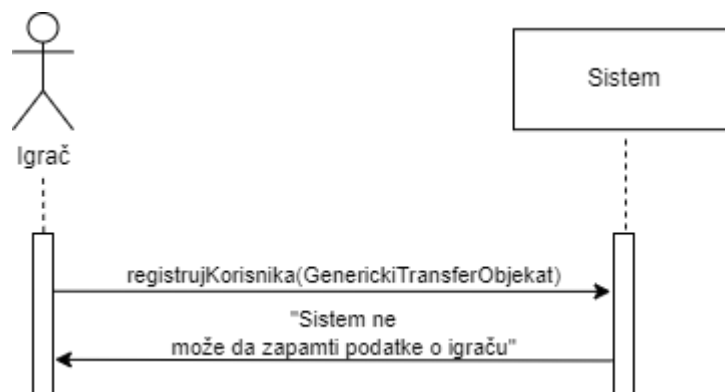 Sistem
Igrač
registrujKorisnika(GenerickiTransferObjekat)
"Sistem ne
može da zapamti podatke o igraču"